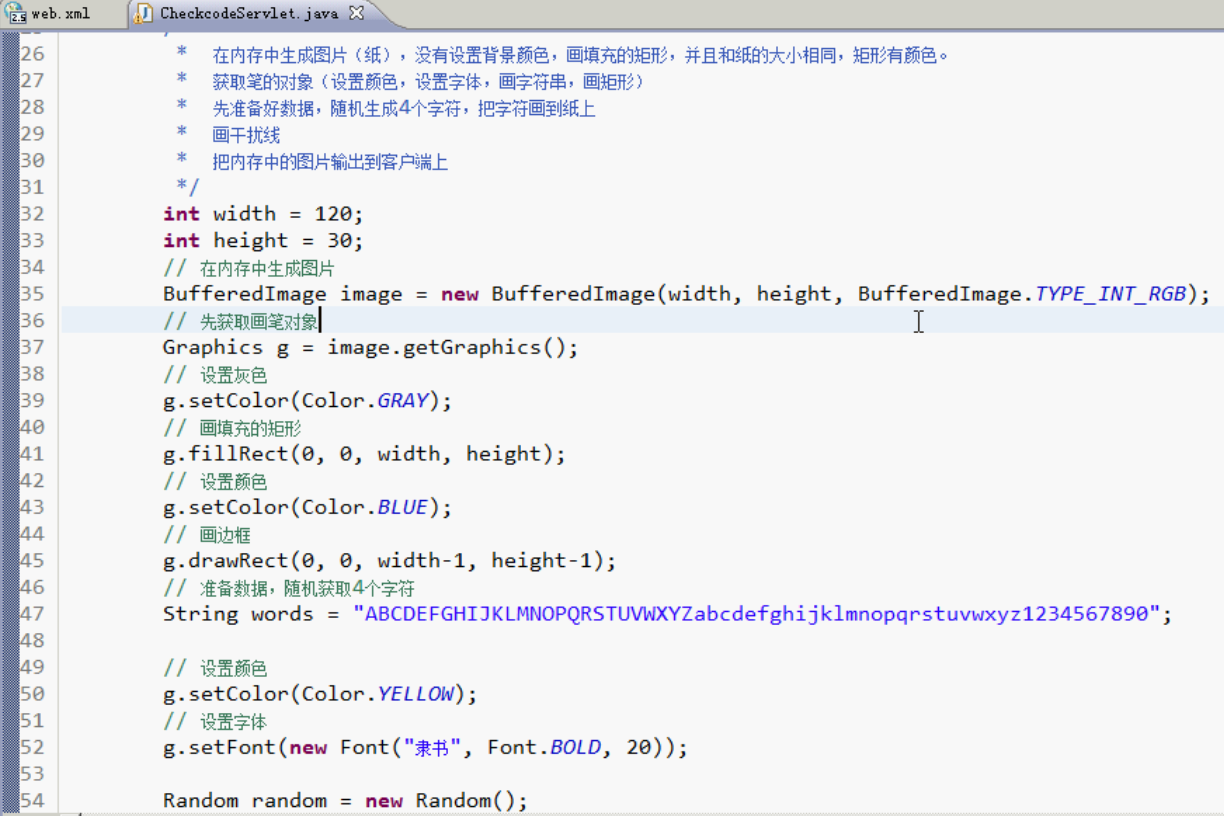 web.xml CheckcodeServlet.java
26 * 在内存中生成图片（纸），没有设置背景颜色，画填充的矩形，并且和纸的大小相同，矩形有颜色。
27 * 获取笔的对象（设置颜色，设置字体，画字符串，画矩形）
28 * 先准备好数据，随机生成4个字符，把字符画到纸上
29 * 画干扰线
30 * 把内存中的图片输出到客户端上
31 */
32 int width = 120;
33 int height = 30;
34 // 在内存中生成图片
35 BufferedImage image = new BufferedImage(width, height, BufferedImage.TYPE_INT_RGB);
36 // 先获取画笔对象
37 Graphics g = image.getGraphics();
38 // 设置灰色
39 g.setColor(Color.GRAY);
40 // 画填充的矩形
41 g.fillRect(0, 0, width, height);
42 // 设置颜色
43 g.setColor(Color.BLUE);
44 // 画边框
45 g.drawRect(0, 0, width-1, height-1);
46 // 准备数据，随机获取4个字符
47 String words = "ABCDEFGHIJKLMNOPQRSTUVWXYZabcdefghijklmnopqrstuvwxyz1234567890";
48
49 // 设置颜色
50 g.setColor(Color.YELLOW);
51 // 设置字体
52 g.setFont(new Font("隶书", Font.BOLD, 20));
53
54 Random random = new Random();